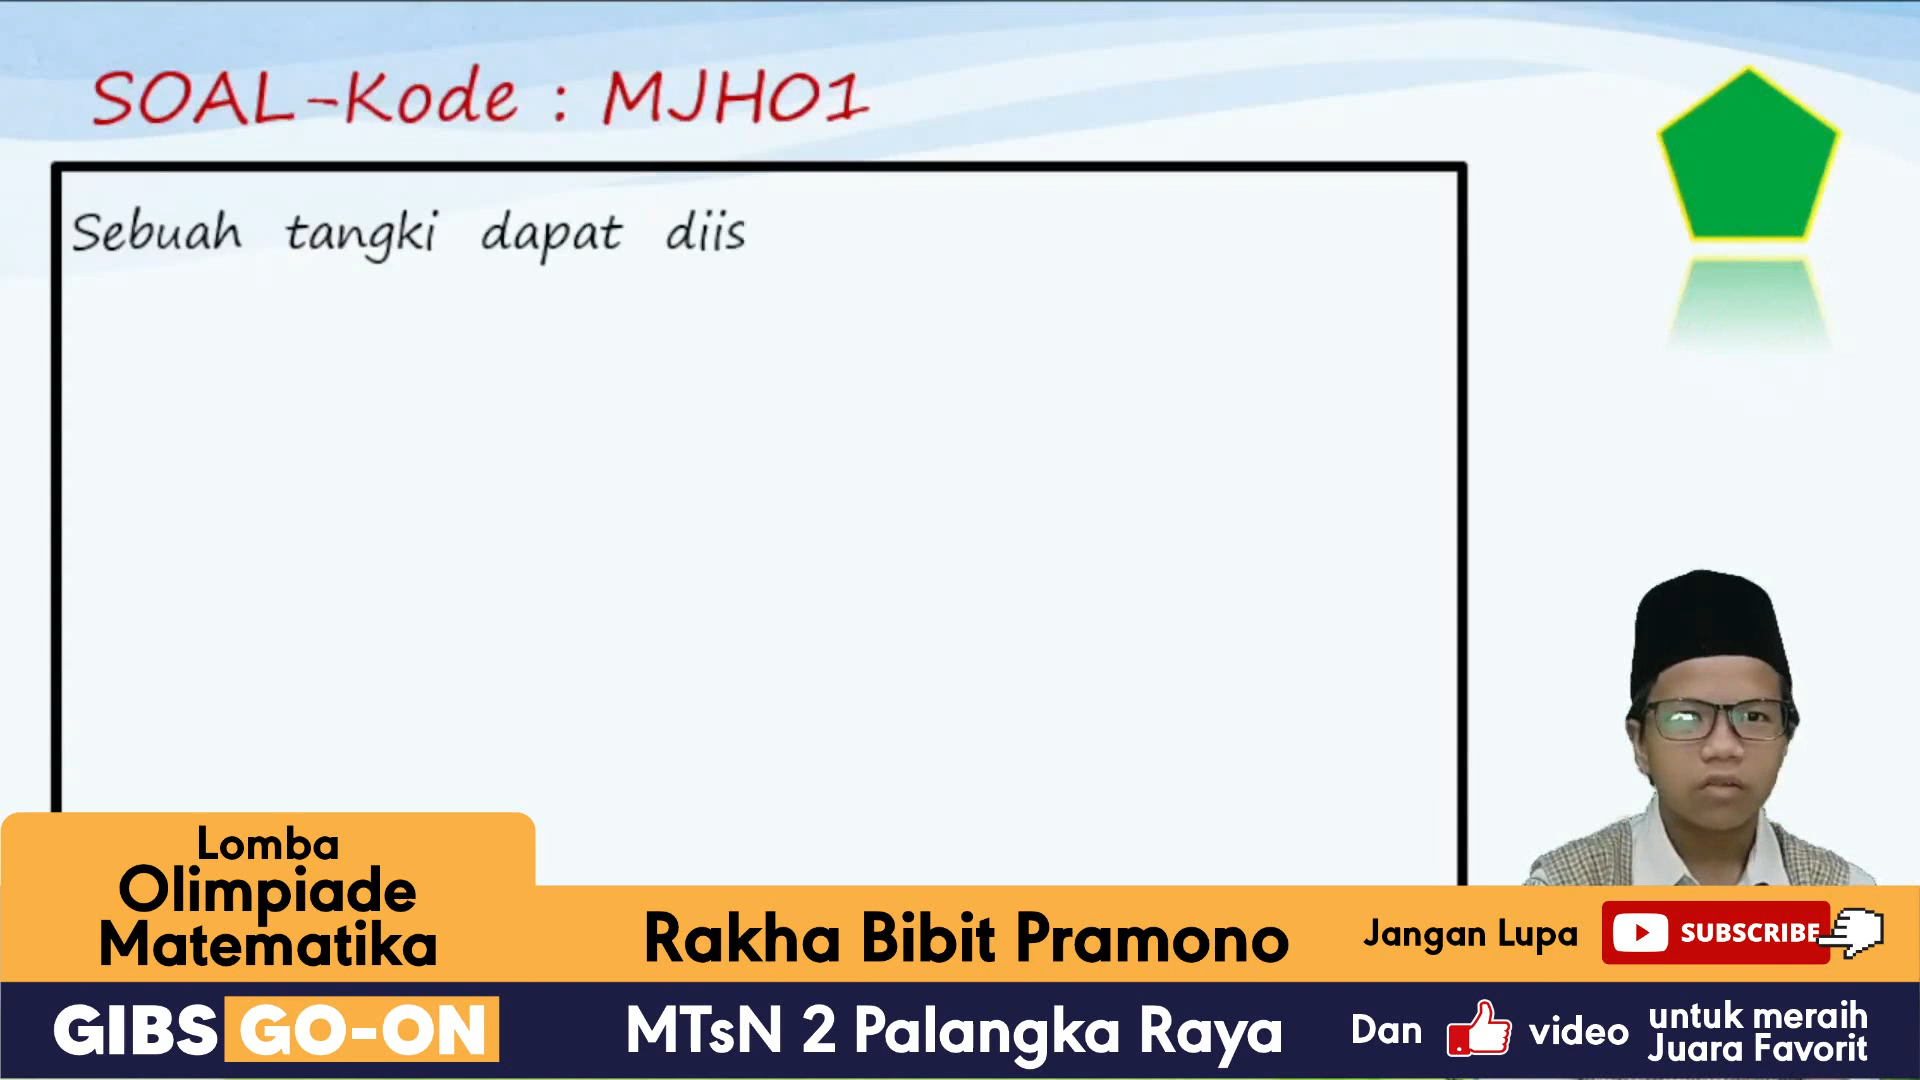 SOAL-Kode : MJH01
Sebuah tangki dapat diis
Lomba
Olimpiade
Matematika
Rakha Bibit Pramono
Jangan Lupa
SUBSCRIBE
GIBS GO-ON
MTsN 2 Palangka Raya
Dan
video
untuk meraih
Juara Favorit